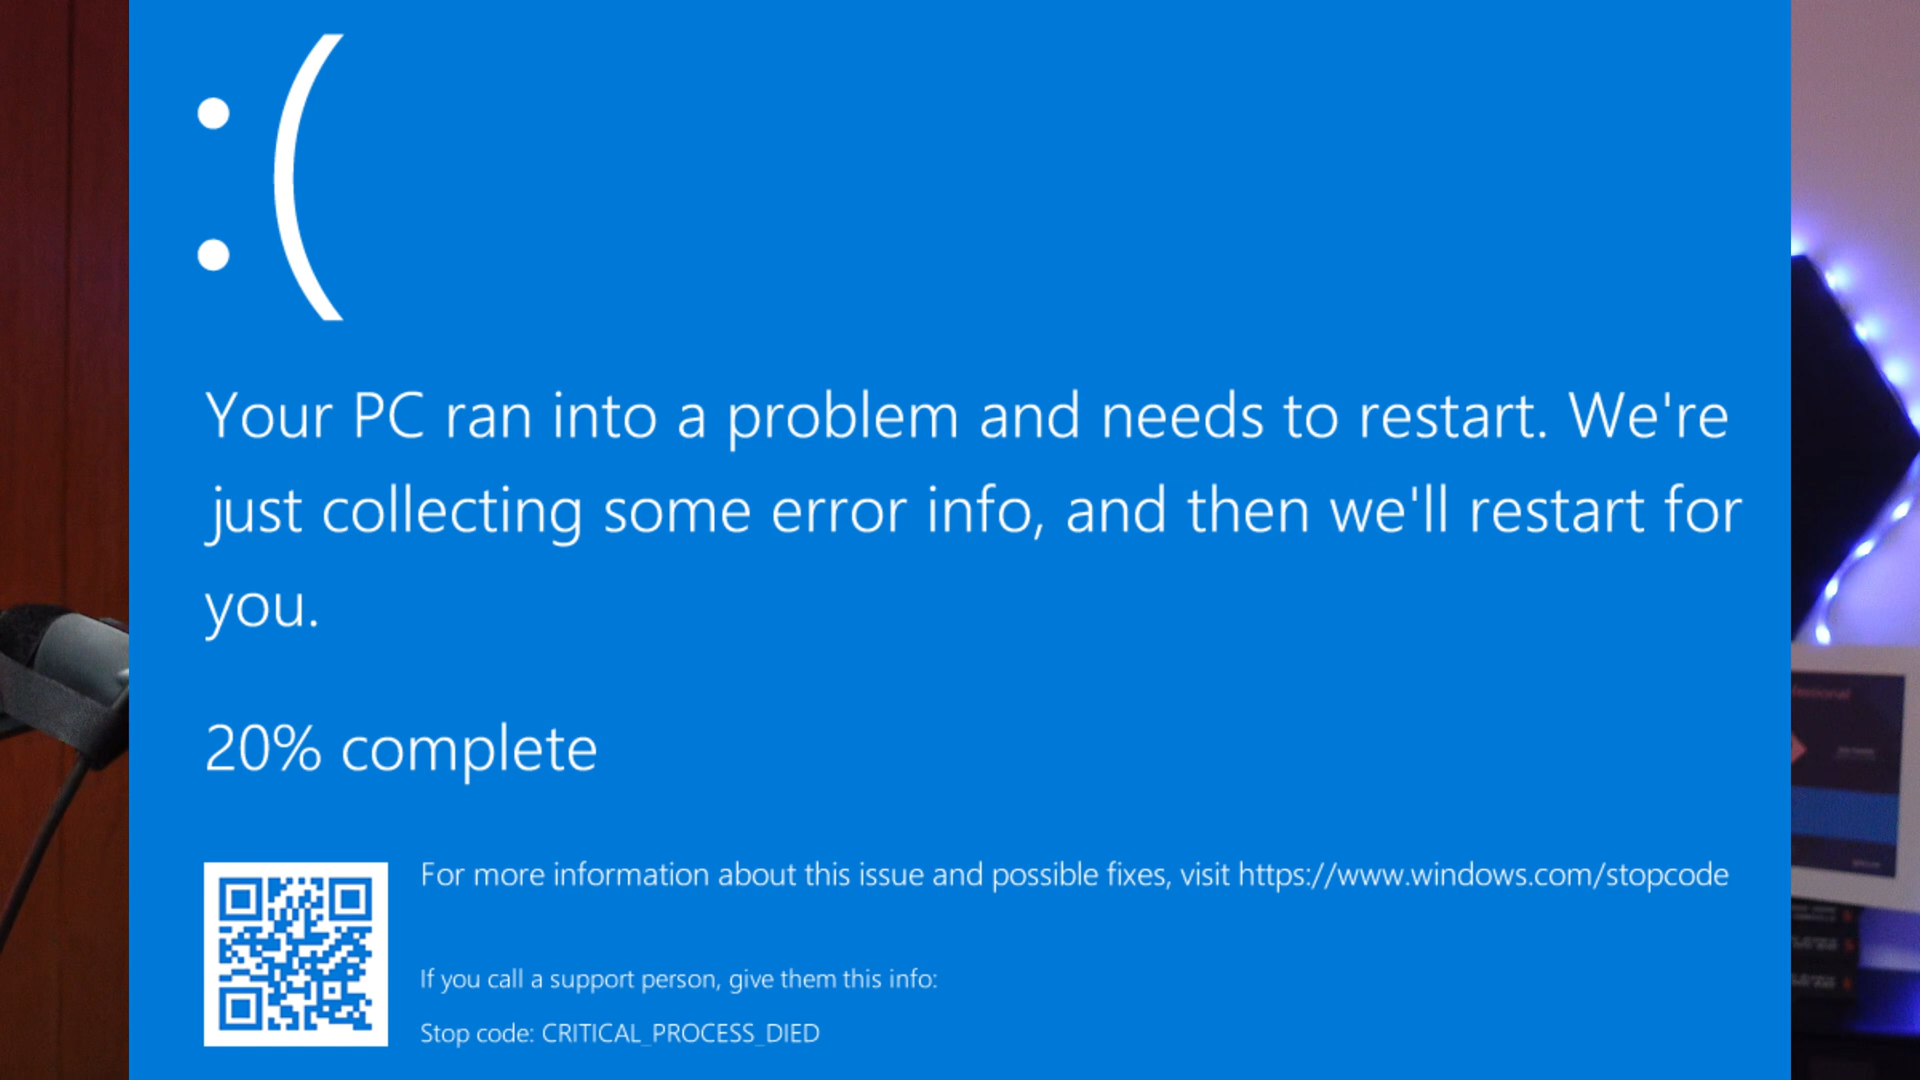 :(
Your PC ran into a problem and needs to restart. We're
just collecting some error info, and then we'll restart for
you.
20% complete
For more information about this issue and possible fixes, visit https://www.windows.com/stopcode
If you call a support person, give them this info:
Stop code: CRITICAL_PROCESS_DIED